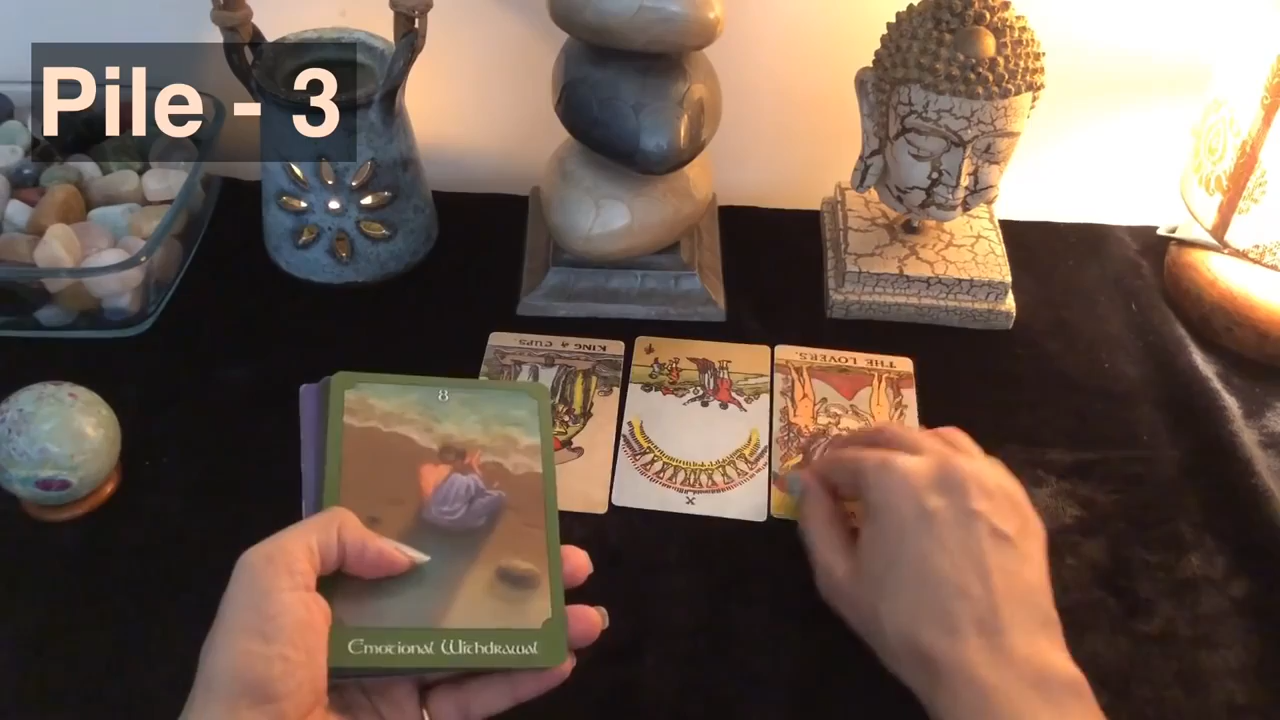 Pile - 3
KING of CUPS.
THE LOVERS.
X
8
Emotional Withdrawal